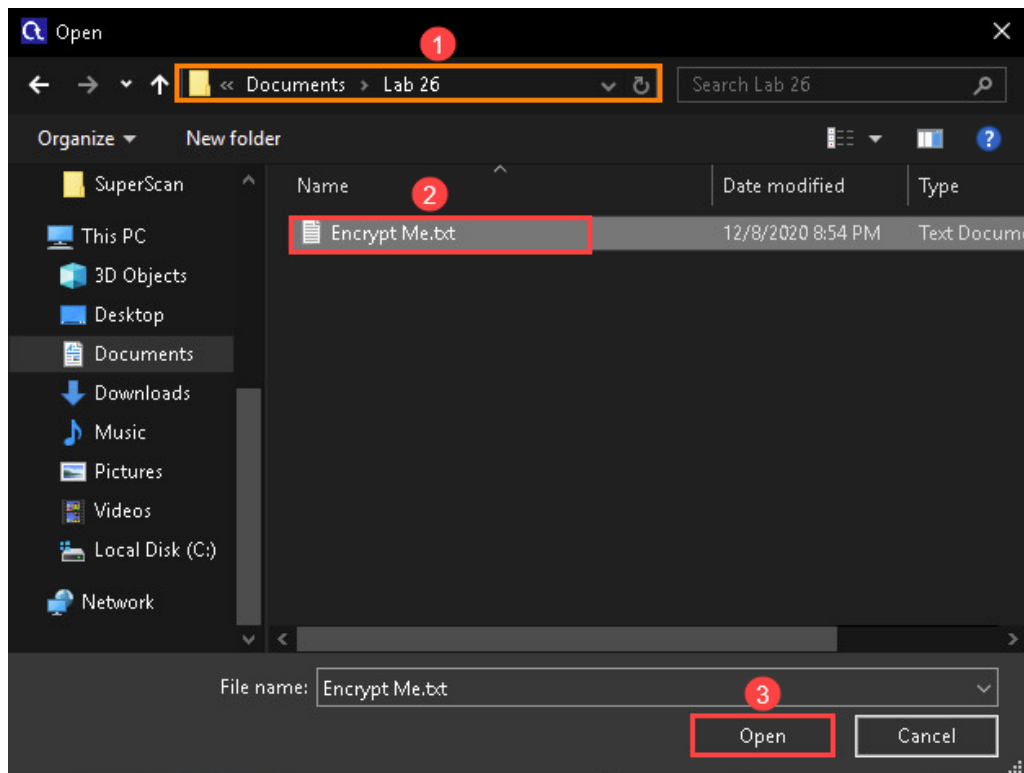 Ct Open
1
« Documents > Lab 26
Search Lab 26
Organize New folder
?
SuperScan
Name
2
Date modified
Type
This PC
Encrypt Me.txt
12/8/2020 8:54 PM
Text Docum
3D Objects
Desktop
Documents
Downloads
Music
Pictures
Videos
Local Disk (C:)
Network
File name: Encrypt Me.txt
3
Open
Cancel